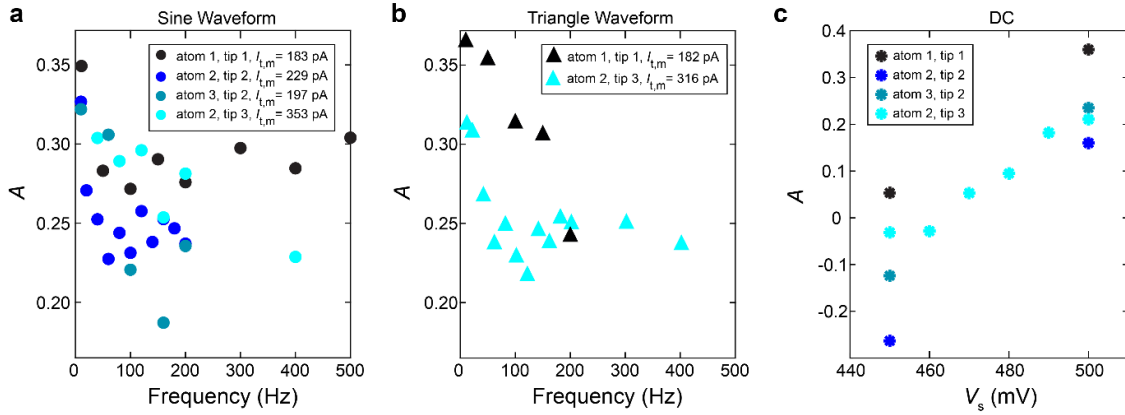 a
Sine Waveform
atom 1, tip 1, It,m= 183 pA
atom 2, tip 2, It,m= 229 pA
atom 3, tip 2, It,m= 197 pA
atom 2, tip 3, It,m= 353 pA
0.35
0.30
0.25
0.20
A
0 100 200 300 400 500
Frequency (Hz)
b
Triangle Waveform
atom 1, tip 1, It,m= 182 pA
atom 2, tip 3, It,m= 316 pA
0.35
0.30
0.25
0.20
A
0 100 200 300 400 500
Frequency (Hz)
c
DC
atom 1, tip 1
atom 2, tip 2
atom 3, tip 2
atom 2, tip 3
0.4
0.3
0.2
0.1
0
-0.1
-0.2
A
440 460 480 500
Vs (mV)